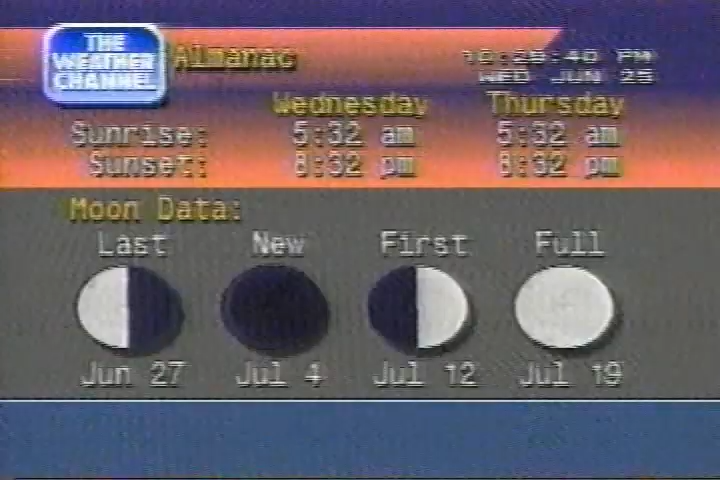 THE
WEATHER
CHANNEL
Almanac
10:28:40 PM
WED JUN 25
Wednesday Thursday
Sunrise: 5:32 am 5:32 am
Sunset: 8:32 pm 8:32 pm
Moon Data:
Last New First Full
Jun 27 Jul 4 Jul 12 Jul 19